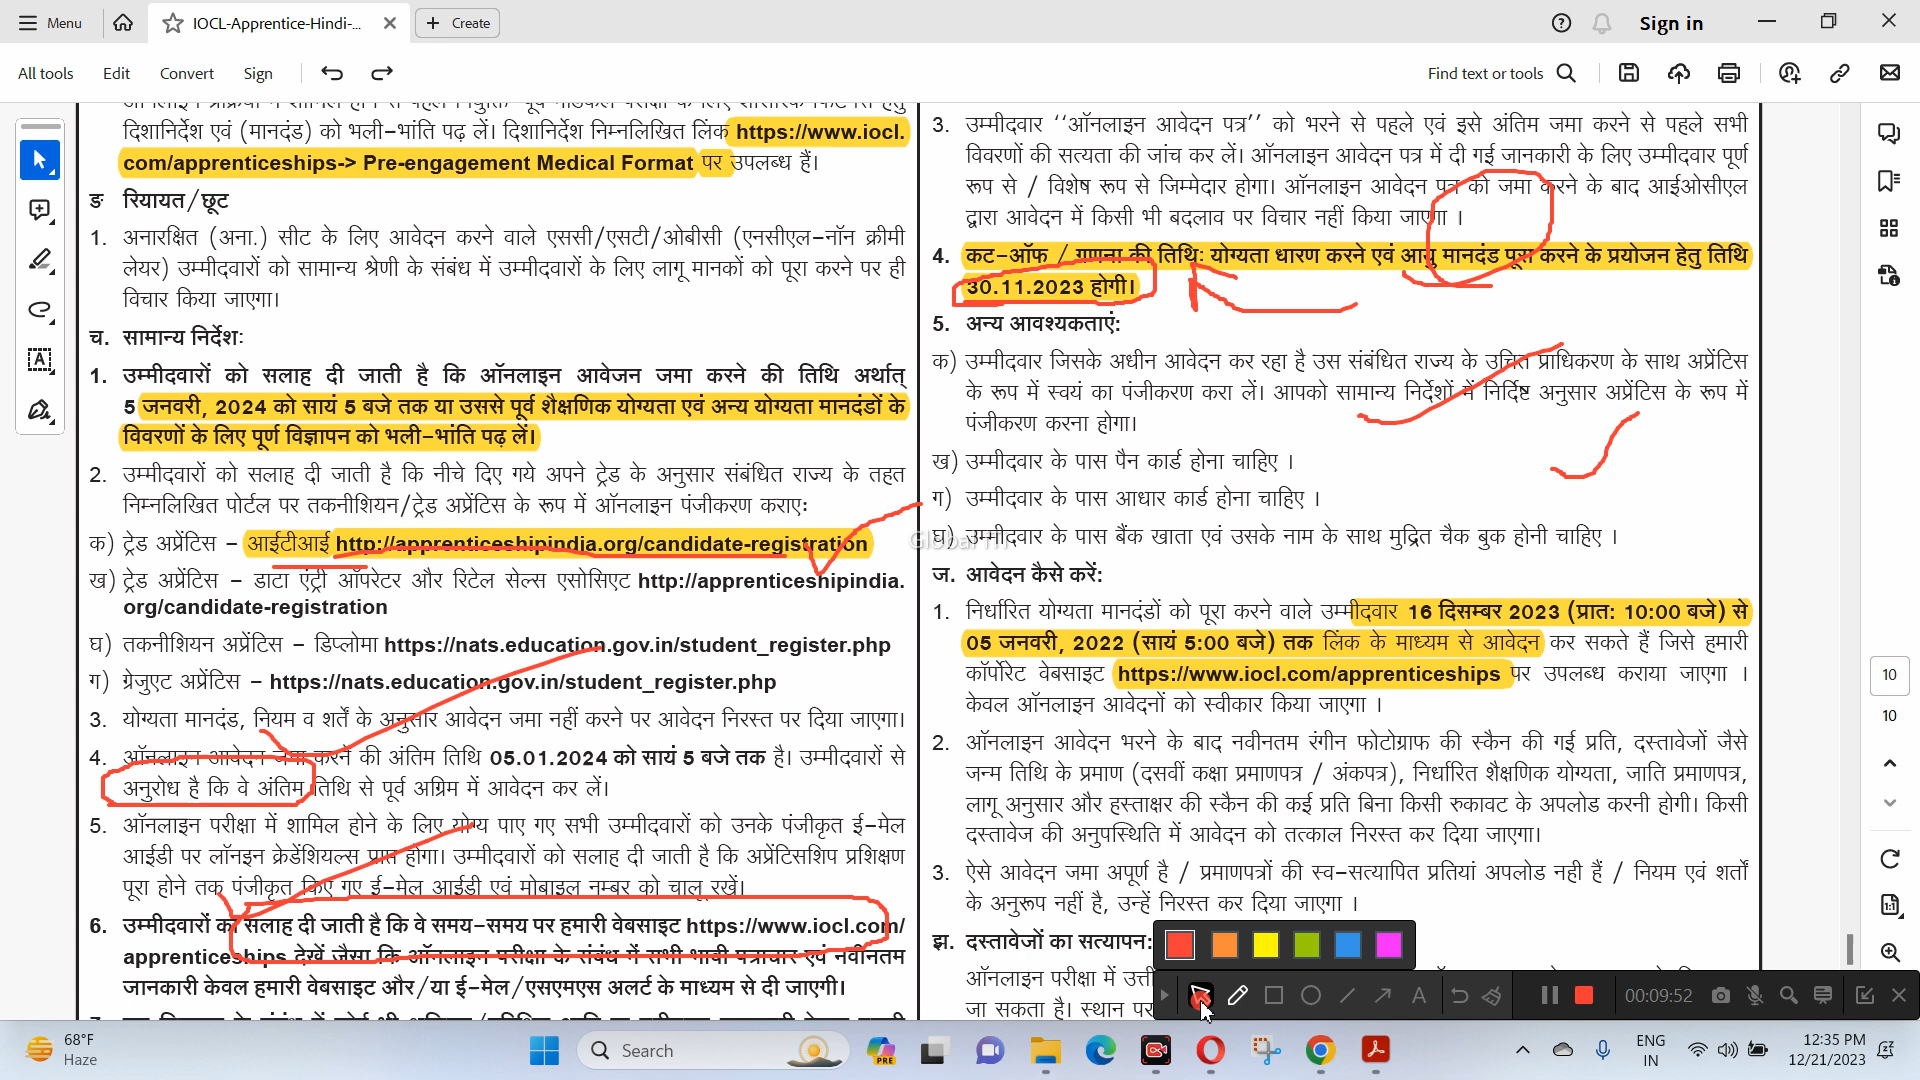 Menu
IOCL-Apprentice-Hindi-...
Create
Sign in
All tools
Edit
Convert
Sign
Find text or tools
दिशानिर्देश एवं (मानदंड) को भली-भांति पढ़ लें। दिशानिर्देश निम्नलिखित लिंक https://www.iocl.
com/apprenticeships-> Pre-engagement Medical Format पर उपलब्ध हैं।
ङ रियायत/छूट
1. अनारक्षित (अना.) सीट के लिए आवेदन करने वाले एससी/एसटी/ओबीसी (एनसीएल-नॉन क्रीमी
लेयर) उम्मीदवारों को सामान्य श्रेणी के संबंध में उम्मीदवारों के लिए लागू मानकों को पूरा करने पर ही
विचार किया जाएगा।
च. सामान्य निर्देश:
1. उम्मीदवारों को सलाह दी जाती है कि ऑनलाइन आवेजन जमा करने की तिथि अर्थात्
5 जनवरी, 2024 को सायं 5 बजे तक या उससे पूर्व शैक्षणिक योग्यता एवं अन्य योग्यता मानदंडों के
विवरणों के लिए पूर्ण विज्ञापन को भली-भांति पढ़ लें।
2. उम्मीदवारों को सलाह दी जाती है कि नीचे दिए गये अपने ट्रेड के अनुसार संबंधित राज्य के तहत
निम्नलिखित पोर्टल पर तकनीशियन/ट्रेड अप्रेंटिस के रूप में ऑनलाइन पंजीकरण कराए:
क) ट्रेड अप्रेंटिस - आईटीआई http://apprenticeshipindia.org/candidate-registration
ख) ट्रेड अप्रेंटिस - डाटा एंट्री ऑपरेटर और रिटेल सेल्स एसोसिएट http://apprenticeshipindia.
org/candidate-registration
घ) तकनीशियन अप्रेंटिस - डिप्लोमा https://nats.education.gov.in/student_register.php
ग) ग्रेजुएट अप्रेंटिस - https://nats.education.gov.in/student_register.php
3. योग्यता मानदंड, नियम व शर्तों के अनुसार आवेदन जमा नहीं करने पर आवेदन निरस्त पर दिया जाएगा।
4. ऑनलाइन आवेदन जमा करने की अंतिम तिथि 05.01.2024 को सायं 5 बजे तक है। उम्मीदवारों से
अनुरोध है कि वे अंतिम तिथि से पूर्व अग्रिम में आवेदन कर लें।
5. ऑनलाइन परीक्षा में शामिल होने के लिए योग्य पाए गए सभी उम्मीदवारों को उनके पंजीकृत ई-मेल
आईडी पर लॉनइन क्रेडेंशियल्स प्राप्त होगा। उम्मीदवारों को सलाह दी जाती है कि अप्रेंटिसशिप प्रशिक्षण
पूरा होने तक पंजीकृत किए गए ई-मेल आईडी एवं मोबाइल नम्बर को चालू रखें।
6. उम्मीदवारों को सलाह दी जाती है कि वे समय-समय पर हमारी वेबसाइट https://www.iocl.com/
apprenticeships देखें जैसा कि ऑनलाइन परीक्षा के संबंध में सभी भावी पत्राचार एवं नवीनतम
जानकारी केवल हमारी वेबसाइट और/या ई-मेल/एसएमएस अलर्ट के माध्यम से दी जाएगी।
3. उम्मीदवार ‘‘ऑनलाइन आवेदन पत्र’’ को भरने से पहले एवं इसे अंतिम जमा करने से पहले सभी
विवरणों की सत्यता की जांच कर लें। ऑनलाइन आवेदन पत्र में दी गई जानकारी के लिए उम्मीदवार पूर्ण
रूप से / विशेष रूप से जिम्मेदार होगा। ऑनलाइन आवेदन पत्र को जमा करने के बाद आईओसीएल
द्वारा आवेदन में किसी भी बदलाव पर विचार नहीं किया जाएगा ।
4. कट-ऑफ / गणना की तिथि: योग्यता धारण करने एवं आयु मानदंड पूरा करने के प्रयोजन हेतु तिथि
30.11.2023 होगी।
5. अन्य आवश्यकताएं:
क) उम्मीदवार जिसके अधीन आवेदन कर रहा है उस संबंधित राज्य के उचित प्राधिकरण के साथ अप्रेंटिस
के रूप में स्वयं का पंजीकरण करा लें। आपको सामान्य निर्देशों में निर्दिष्ट अनुसार अप्रेंटिस के रूप में
पंजीकरण करना होगा।
ख) उम्मीदवार के पास पैन कार्ड होना चाहिए ।
ग) उम्मीदवार के पास आधार कार्ड होना चाहिए ।
घ) उम्मीदवार के पास बैंक खाता एवं उसके नाम के साथ मुद्रित चैक बुक होनी चाहिए ।
ज. आवेदन कैसे करें:
1. निर्धारित योग्यता मानदंडों को पूरा करने वाले उम्मीदवार 16 दिसम्बर 2023 (प्रात: 10:00 बजे) से
05 जनवरी, 2022 (सायं 5:00 बजे) तक लिंक के माध्यम से आवेदन कर सकते हैं जिसे हमारी
कॉर्पोरेट वेबसाइट https://www.iocl.com/apprenticeships पर उपलब्ध कराया जाएगा ।
केवल ऑनलाइन आवेदनों को स्वीकार किया जाएगा ।
2. ऑनलाइन आवेदन भरने के बाद नवीनतम रंगीन फोटोग्राफ की स्कैन की गई प्रति, दस्तावेजों जैसे
जन्म तिथि के प्रमाण (दसवीं कक्षा प्रमाणपत्र / अंकपत्र), निर्धारित शैक्षणिक योग्यता, जाति प्रमाणपत्र,
लागू अनुसार और हस्ताक्षर की स्कैन की कई प्रति बिना किसी रुकावट के अपलोड करनी होगी। किसी
दस्तावेज की अनुपस्थिति में आवेदन को तत्काल निरस्त कर दिया जाएगा।
3. ऐसे आवेदन जमा अपूर्ण है / प्रमाणपत्रों की स्व-सत्यापित प्रतियां अपलोड नही हैं / नियम एवं शर्तों
के अनुरूप नहीं है, उन्हें निरस्त कर दिया जाएगा ।
झ. दस्तावेजों का सत्यापन:
ऑनलाइन परीक्षा में
जा सकता है। स्थान पर
10
10
00:09:52
68°F
Haze
Search
PRE
ENG
IN
12:35 PM
12/21/2023